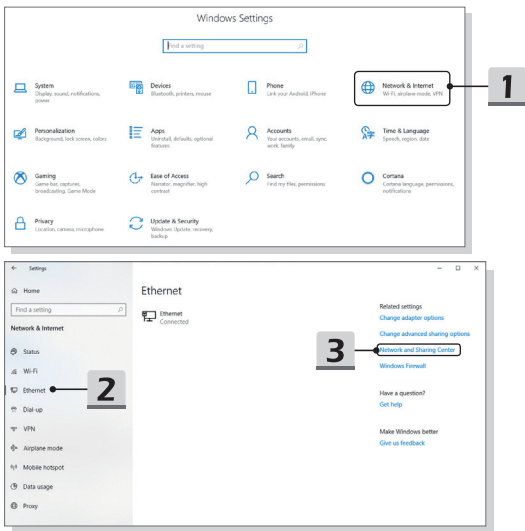 Windows Settings
Find a setting
System
Display, sound, notifications,
power
Devices
Bluetooth, printers, mouse
Phone
Link your Android, iPhone
Network & Internet
Wi-Fi, airplane mode, VPN
1
Personalization
Background, lock screen, colors
Apps
Uninstall, defaults, optional
features
Accounts
Your accounts, email, sync,
work, family
Time & Language
Speech, region, date
Gaming
Game bar, captures,
broadcasting, Game Mode
Ease of Access
Narrator, magnifier, high
contrast
Search
Find my files, permissions
Cortana
Cortana language, permissions,
notifications
Privacy
Location, camera, microphone
Update & Security
Windows Update, recovery,
backup
Settings
Home
Find a setting
Network & Internet
Status
Wi-Fi
Ethernet
2
Dial-up
VPN
Airplane mode
Mobile hotspot
Data usage
Proxy
Ethernet
Ethernet
Connected
Related settings
Change adapter options
Change advanced sharing options
3
Network and Sharing Center
Windows Firewall
Have a question?
Get help
Make Windows better
Give us feedback